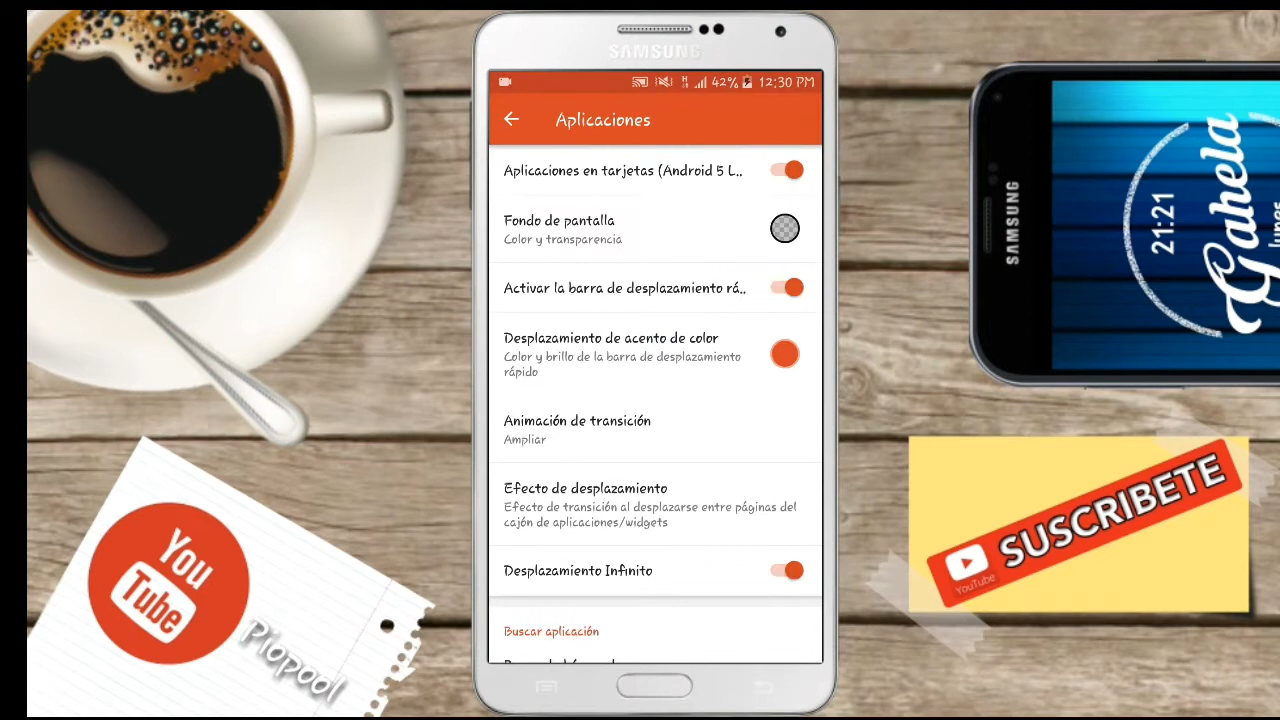 SAMSUNG
42% 12:30 PM
Aplicaciones
Aplicaciones en tarjetas (Android 5 L..
Fondo de pantalla
Color y transparencia
Activar la barra de desplazamiento rá..
Desplazamiento de acento de color
Color y brillo de la barra de desplazamiento
rápido
Animación de transición
Ampliar
Efecto de desplazamiento
Efecto de transición al desplazarse entre páginas del
cajón de aplicaciones/widgets
Desplazamiento Infinito
Buscar aplicación
SAMSUNG
21:21
Gahela
lunes
You
Tube
Piopool
SUSCRIBETE
YouTube